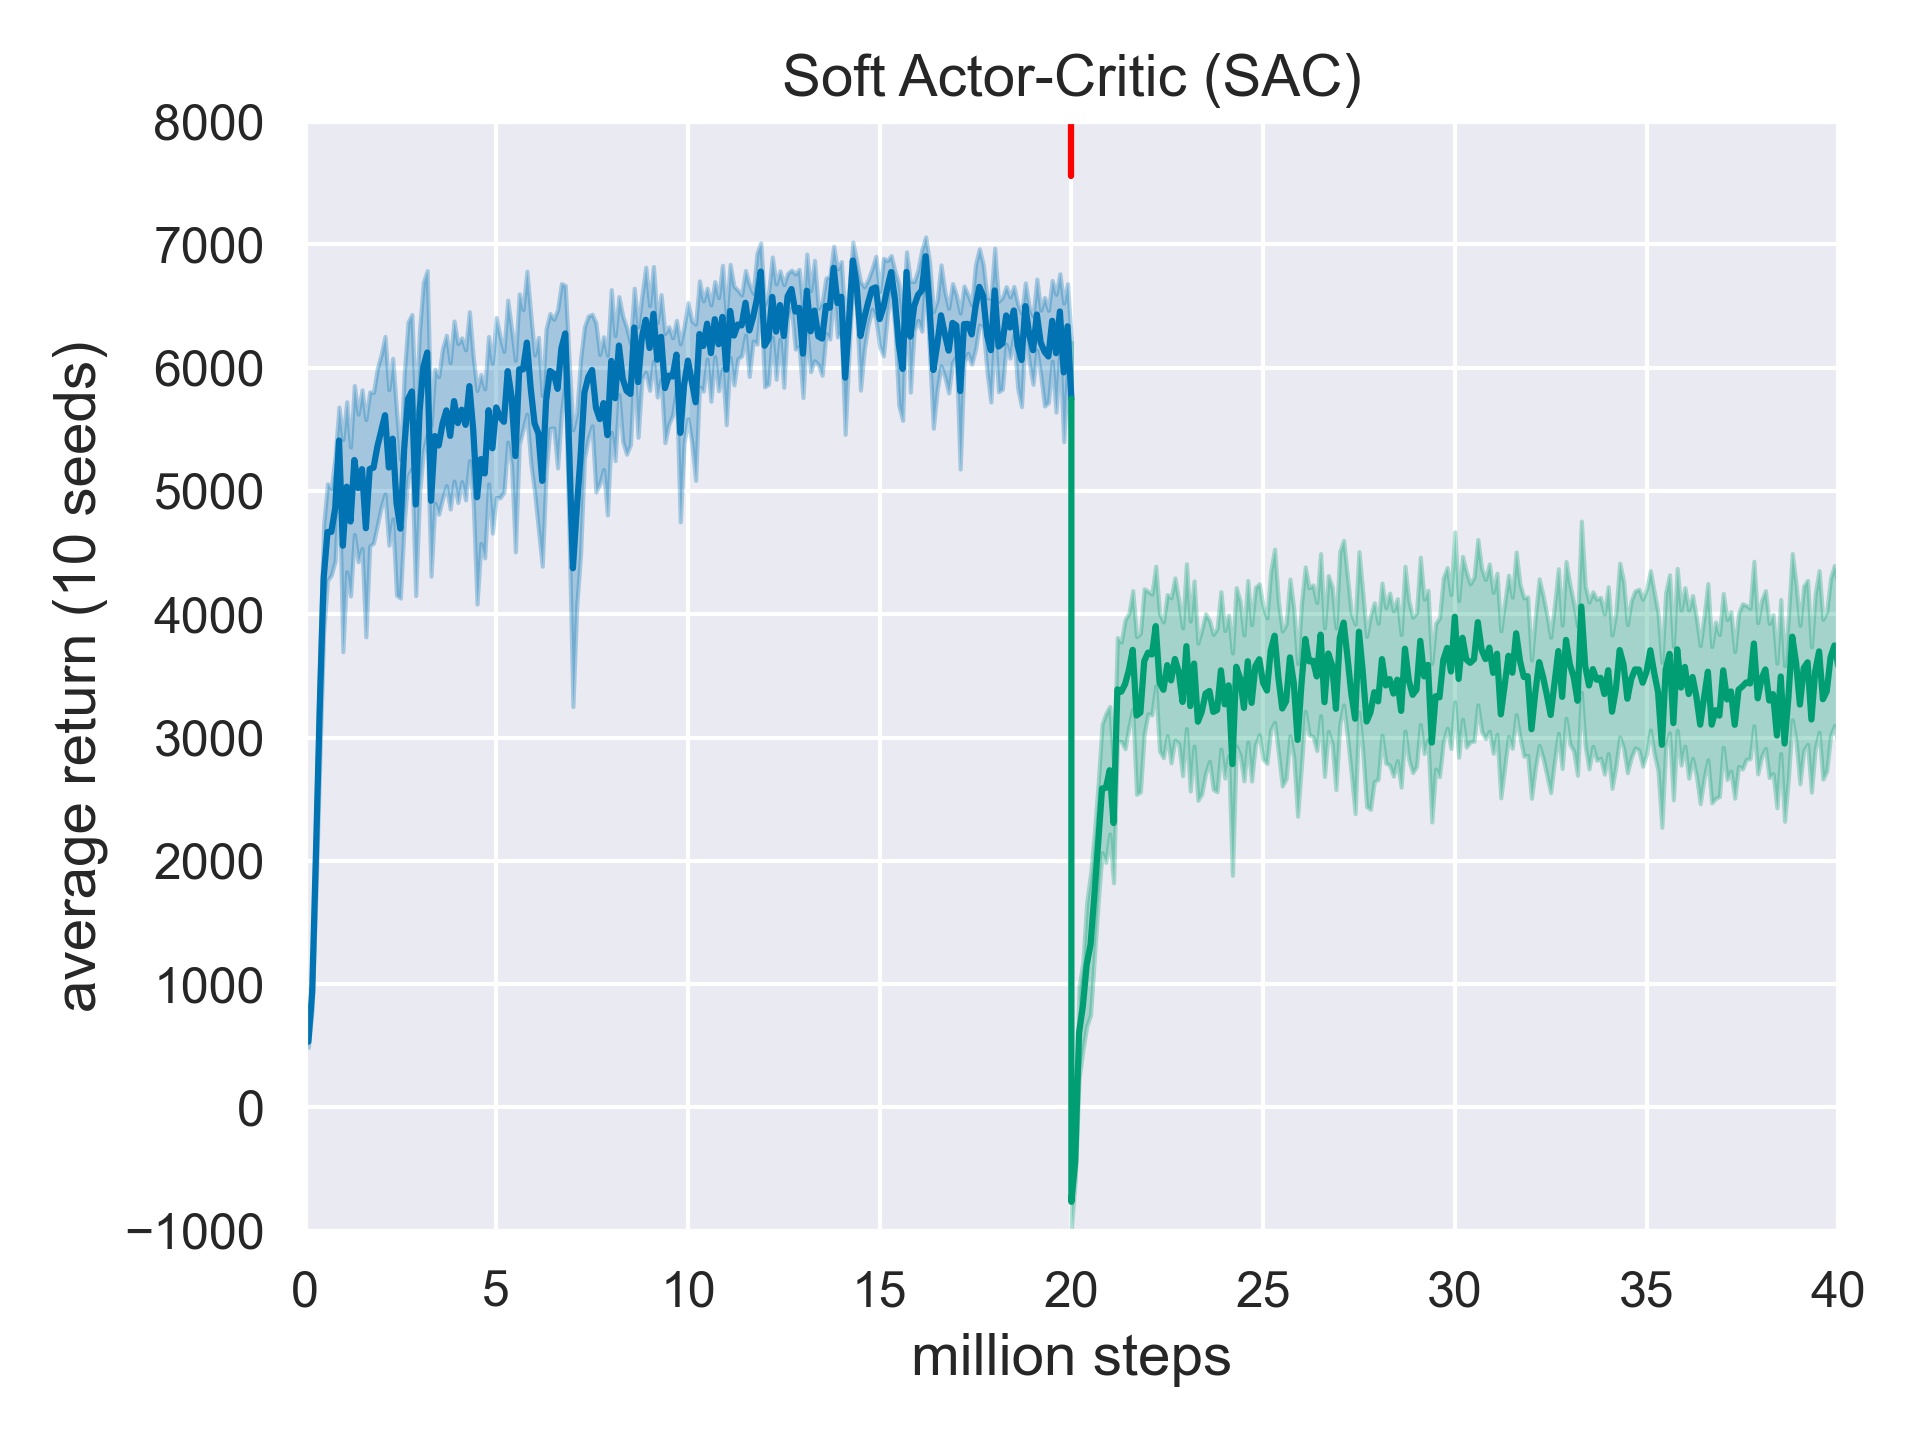 Soft Actor-Critic (SAC)
average return (10 seeds)
8000
7000
6000
5000
4000
3000
2000
1000
0
−1000
0 5 10 15 20 25 30 35 40
million steps